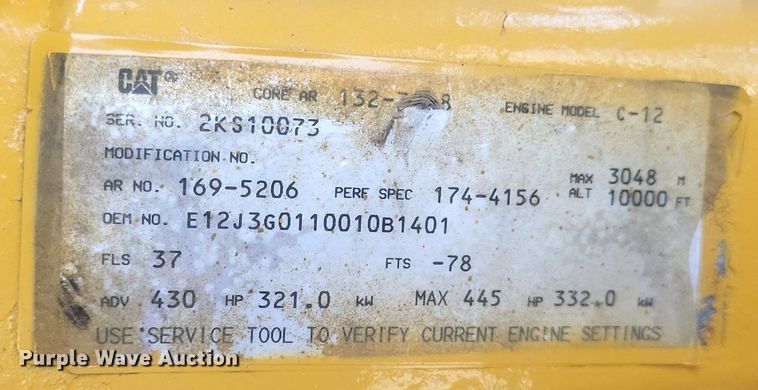 CAT® CORE AR 132- 8 ENGINE MODEL C-12
SER. NO. 2KS10073
MODIFICATION NO.
AR NO. 169-5206 PERF SPEC 174-4156 MAX ALT 3048 M 10000 FT
OEM NO. E12J3G0110010B1401
FLS 37 FTS -78
ADV 430 HP 321.0 kW MAX 445 HP 332.0 kW
USE SERVICE TOOL TO VERIFY CURRENT ENGINE SETTINGS
Purple Wave Auction